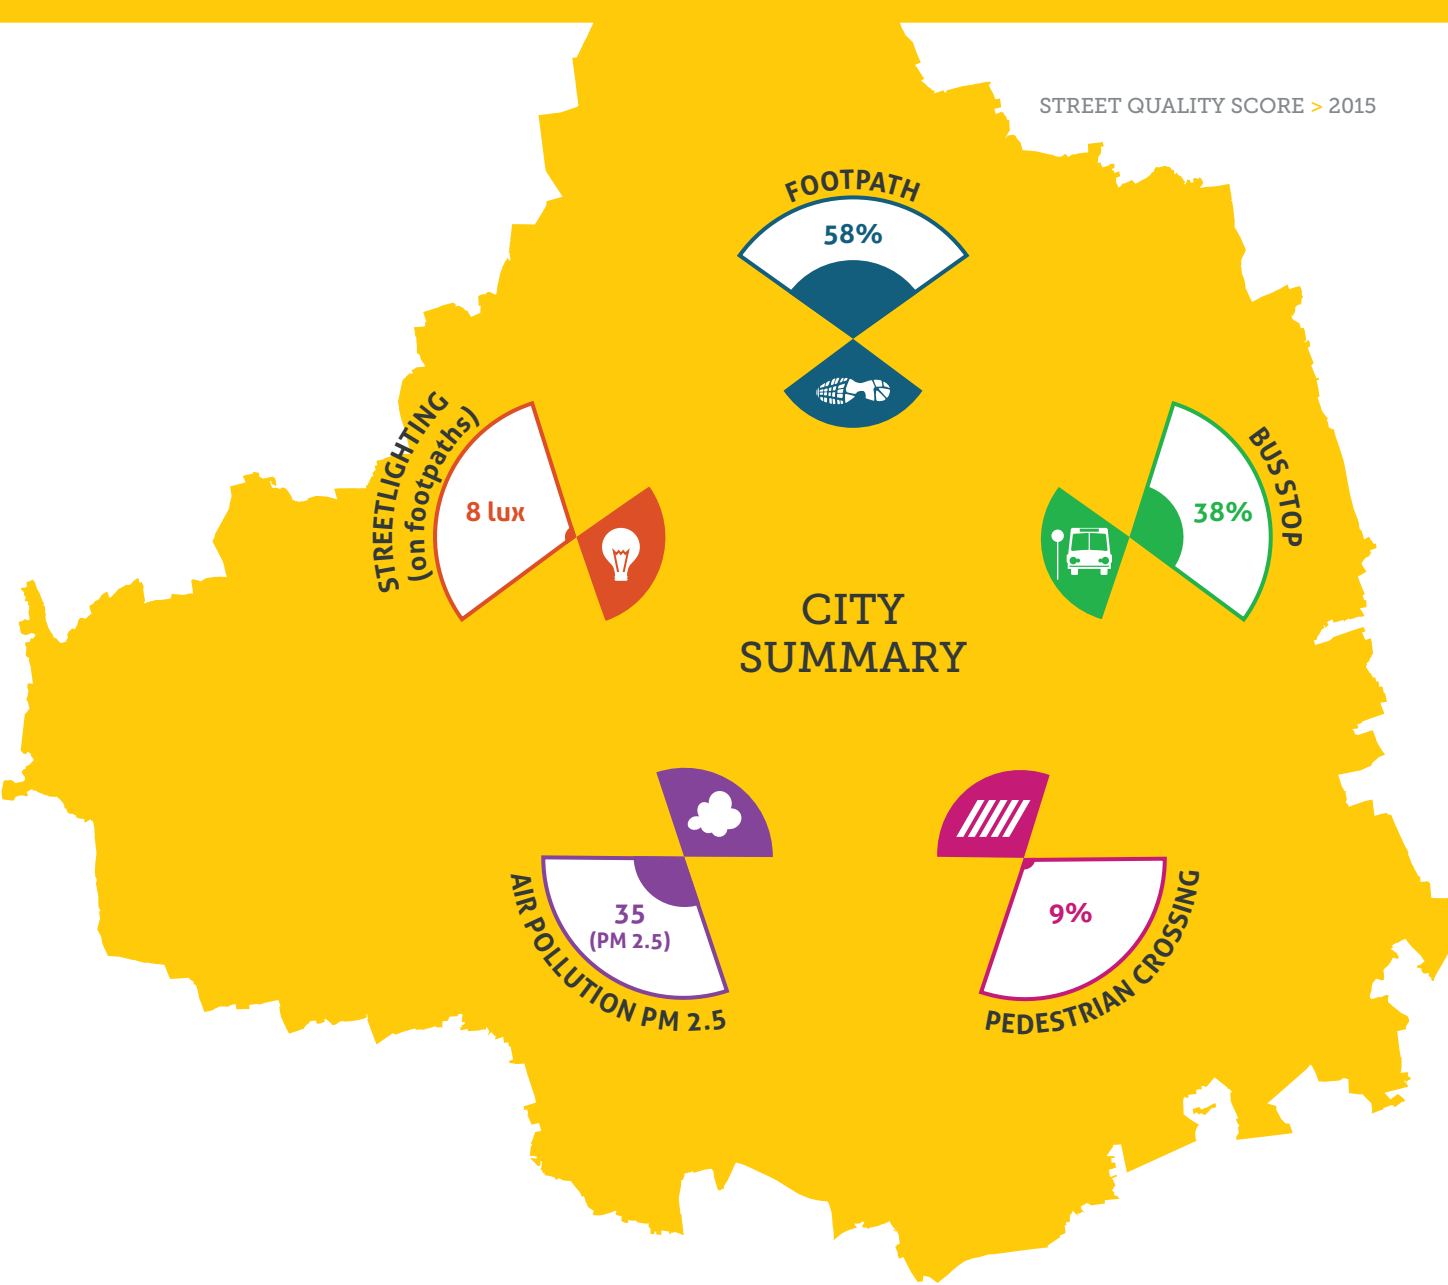 STREET QUALITY SCORE > 2015
FOOTPATH
58%
STREETLIGHTING
(on footpaths)
8 lux
BUS STOP
38%
CITY
SUMMARY
AIR POLLUTION PM 2.5
35
(PM 2.5)
PEDESTRIAN CROSSING
9%